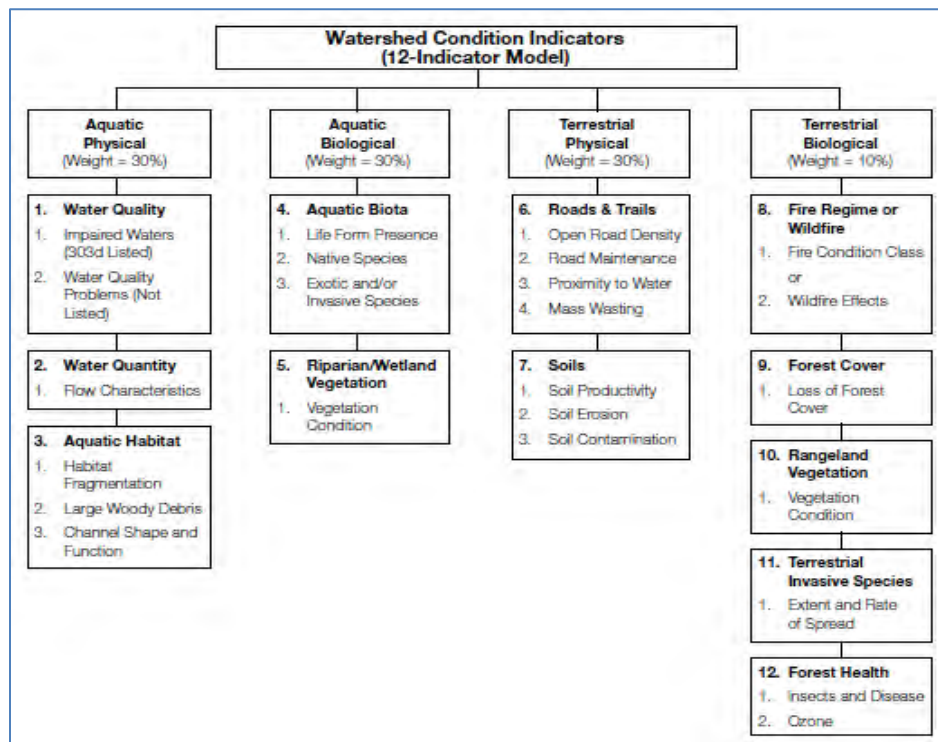 Watershed Condition Indicators
(12-Indicator Model)
Aquatic
Physical
(Weight = 30%)
1. Water Quality
1. Impaired Waters
(303d Listed)
2. Water Quality
Problems (Not
Listed)
2. Water Quantity
1. Flow Characteristics
3. Aquatic Habitat
1. Habitat
Fragmentation
2. Large Woody Debris
3. Channel Shape and
Function
Aquatic
Biological
(Weight = 30%)
4. Aquatic Biota
1. Life Form Presence
2. Native Species
3. Exotic and/or
Invasive Species
5. Riparian/Wetland
Vegetation
1. Vegetation
Condition
Terrestrial
Physical
(Weight = 30%)
6. Roads & Trails
1. Open Road Density
2. Road Maintenance
3. Proximity to Water
4. Mass Wasting
7. Soils
1. Soil Productivity
2. Soil Erosion
3. Soil Contamination
Terrestrial
Biological
(Weight = 10%)
8. Fire Regime or
Wildfire
1. Fire Condition Class
or
2. Wildfire Effects
9. Forest Cover
1. Loss of Forest
Cover
10. Rangeland
Vegetation
1. Vegetation
Condition
11. Terrestrial
Invasive Species
1. Extent and Rate
of Spread
12. Forest Health
1. Insects and Disease
2. Ozone